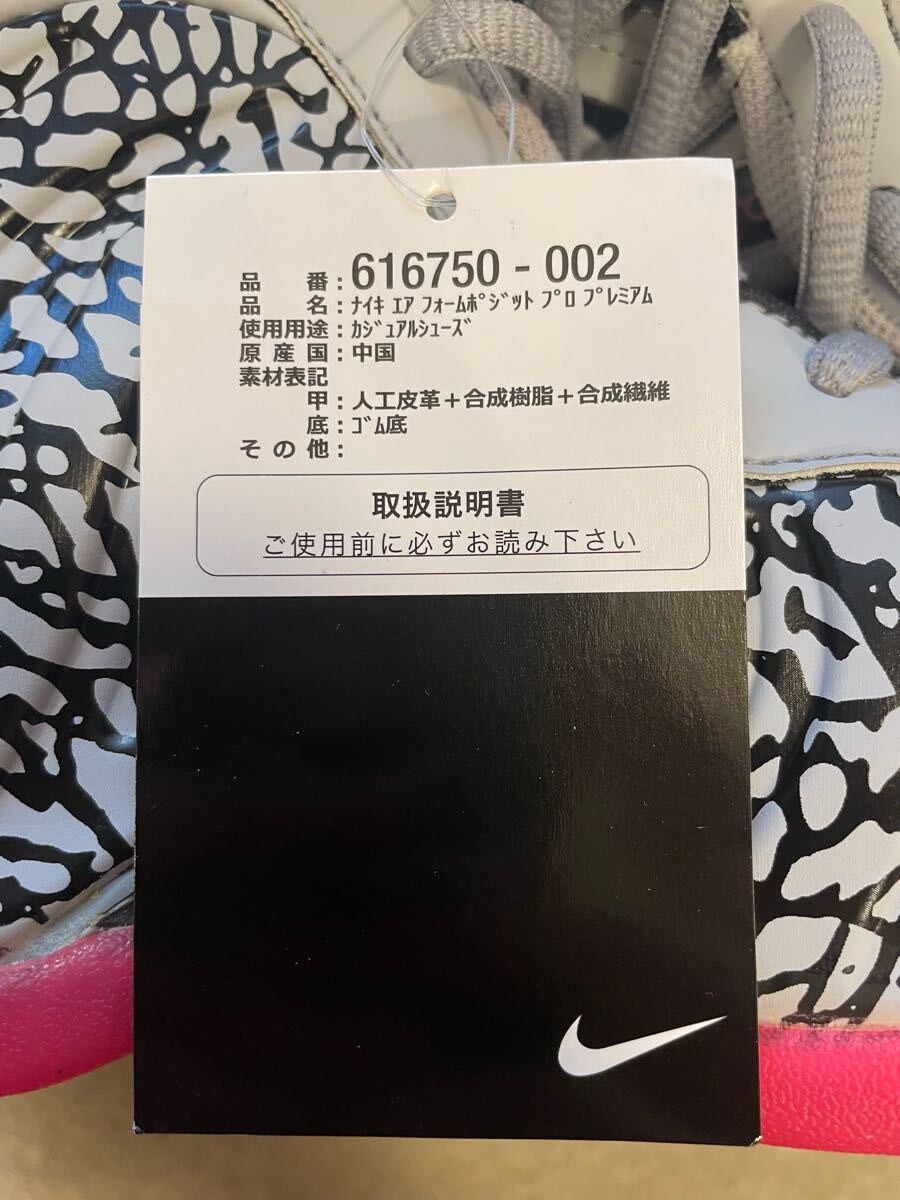 品番:616750 - 002
品名:ﾅｲｷ ｴｱ ﾌｫｰﾑﾎﾟｼﾞｯﾄ ﾌﾟﾛ ﾌﾟﾚﾐｱﾑ
使用用途:ｶｼﾞｭｱﾙｼｭｰｽﾞ
原産国:中国
素材表記
甲:人工皮革+合成樹脂+合成繊維
底:ｺﾞﾑ底
その他:
取扱説明書
ご使用前に必ずお読み下さい